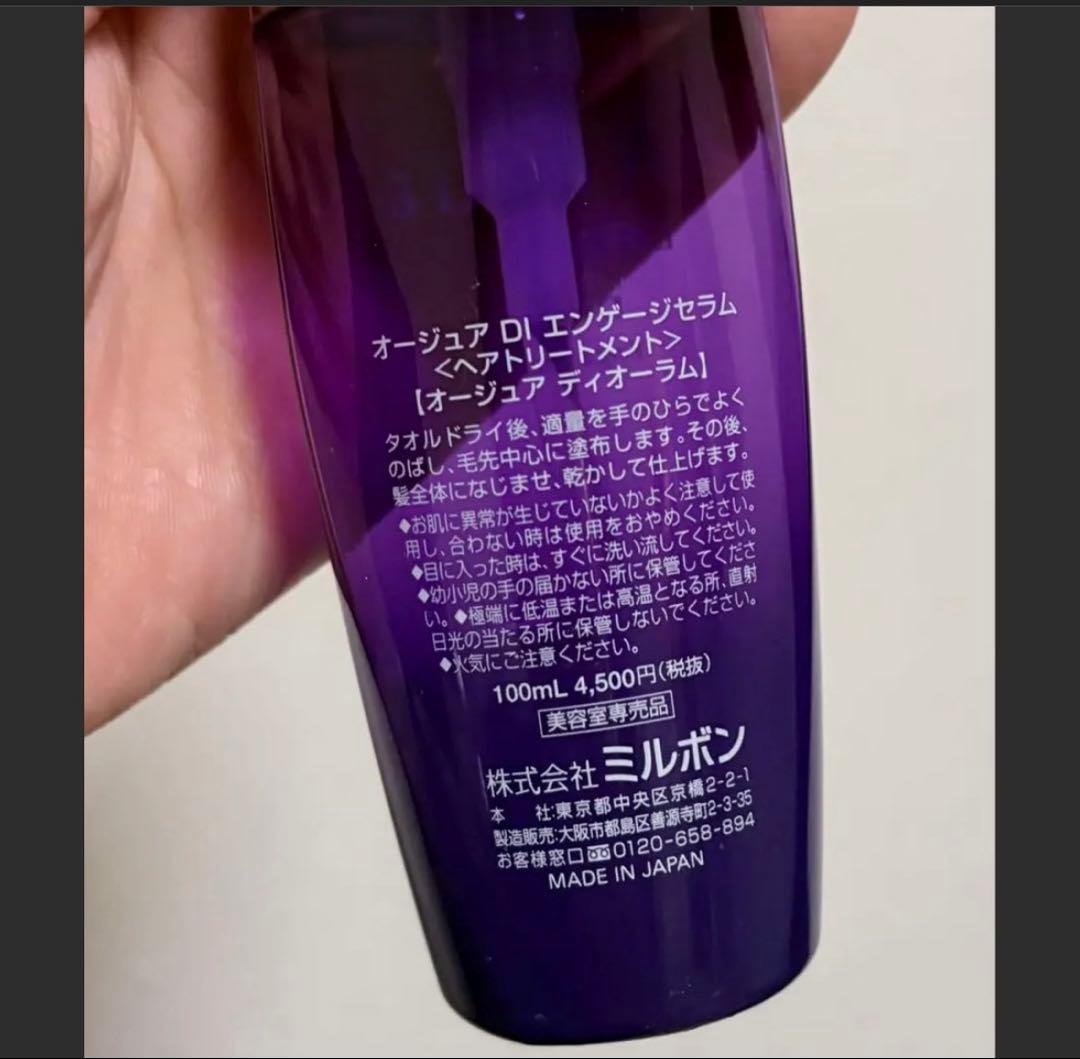 オージュア DI エンゲージセラム
<ヘアトリートメント>
【オージュア ディオーラム】
タオルドライ後、適量を手のひらでよく
のばし、毛先中心に塗布します。その後、
髪全体になじませ、乾かして仕上げます。
◆お肌に異常が生じていないかよく注意して使
用し、合わない時は使用をおやめください。
◆目に入った時は、すぐに洗い流してください。
◆幼小児の手の届かない所に保管してくださ
い。◆極端に低温または高温となる所、直射
日光の当たる所に保管しないでください。
◆火気にご注意ください。
100mL 4,500円(税抜)
美容室専売品
株式会社ミルボン
本 社:東京都中央区京橋2-2-1
製造販売:大阪市都島区善源寺町2-3-35
お客様窓口 0120-658-894
MADE IN JAPAN